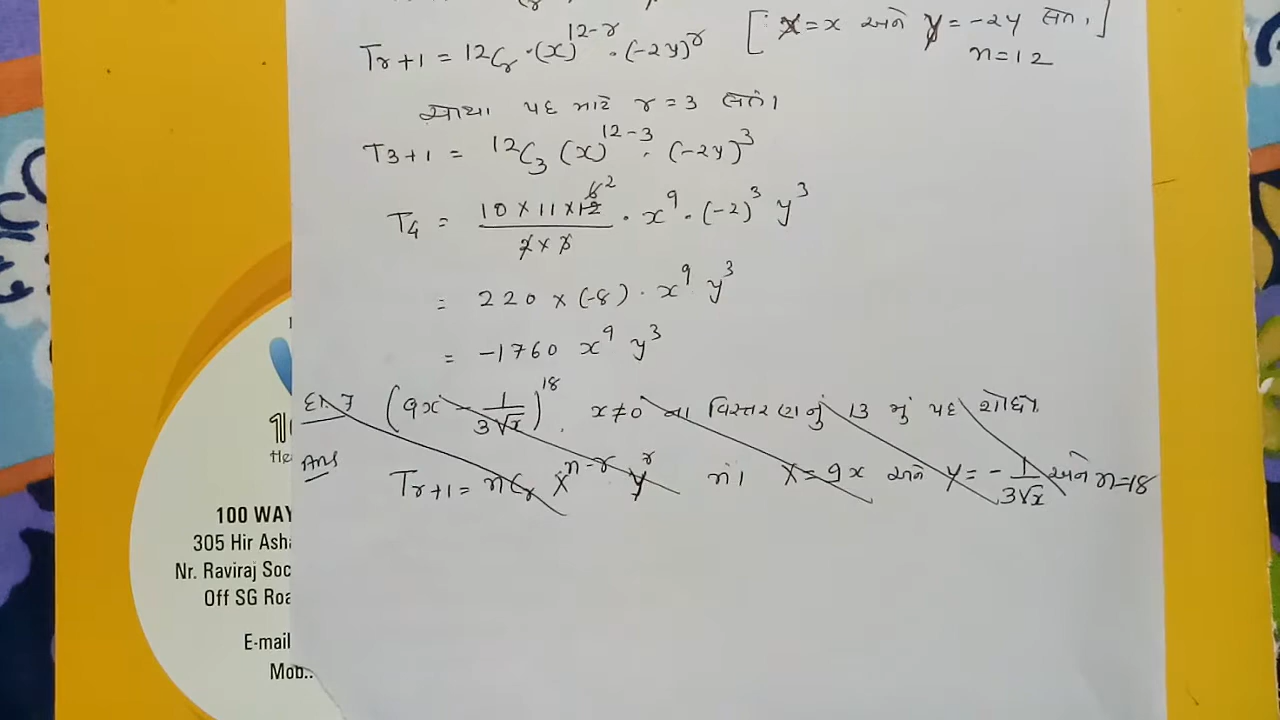 Tr+1 = 12Cr ·(x)^12-r · (-2y)^r [∵ X=x અને y=-2y લેતા]
n=12
ચોથા પદ માટે r=3 લેતાં
T3+1 = 12C3 (x)^12-3 · (-2y)^3
T4 = 10×11×12 6 2 / 2×3 · x^9 · (-2)^3 y^3
= 220 × (-8) · x^9 y^3
= -1760 x^9 y^3
ઉદા. 7 (9x - 1/3√x)^18, x≠0 ના વિસ્તરણનું 13 નું પદ શોધો.
Ans Tr+1 = nCr X^n-r y^r માં X=9x અને y=-1/3√x અને n=18
100 WAY
305 Hir Ash
Nr. Raviraj Soc
Off SG Roa
E-mail
Mob..